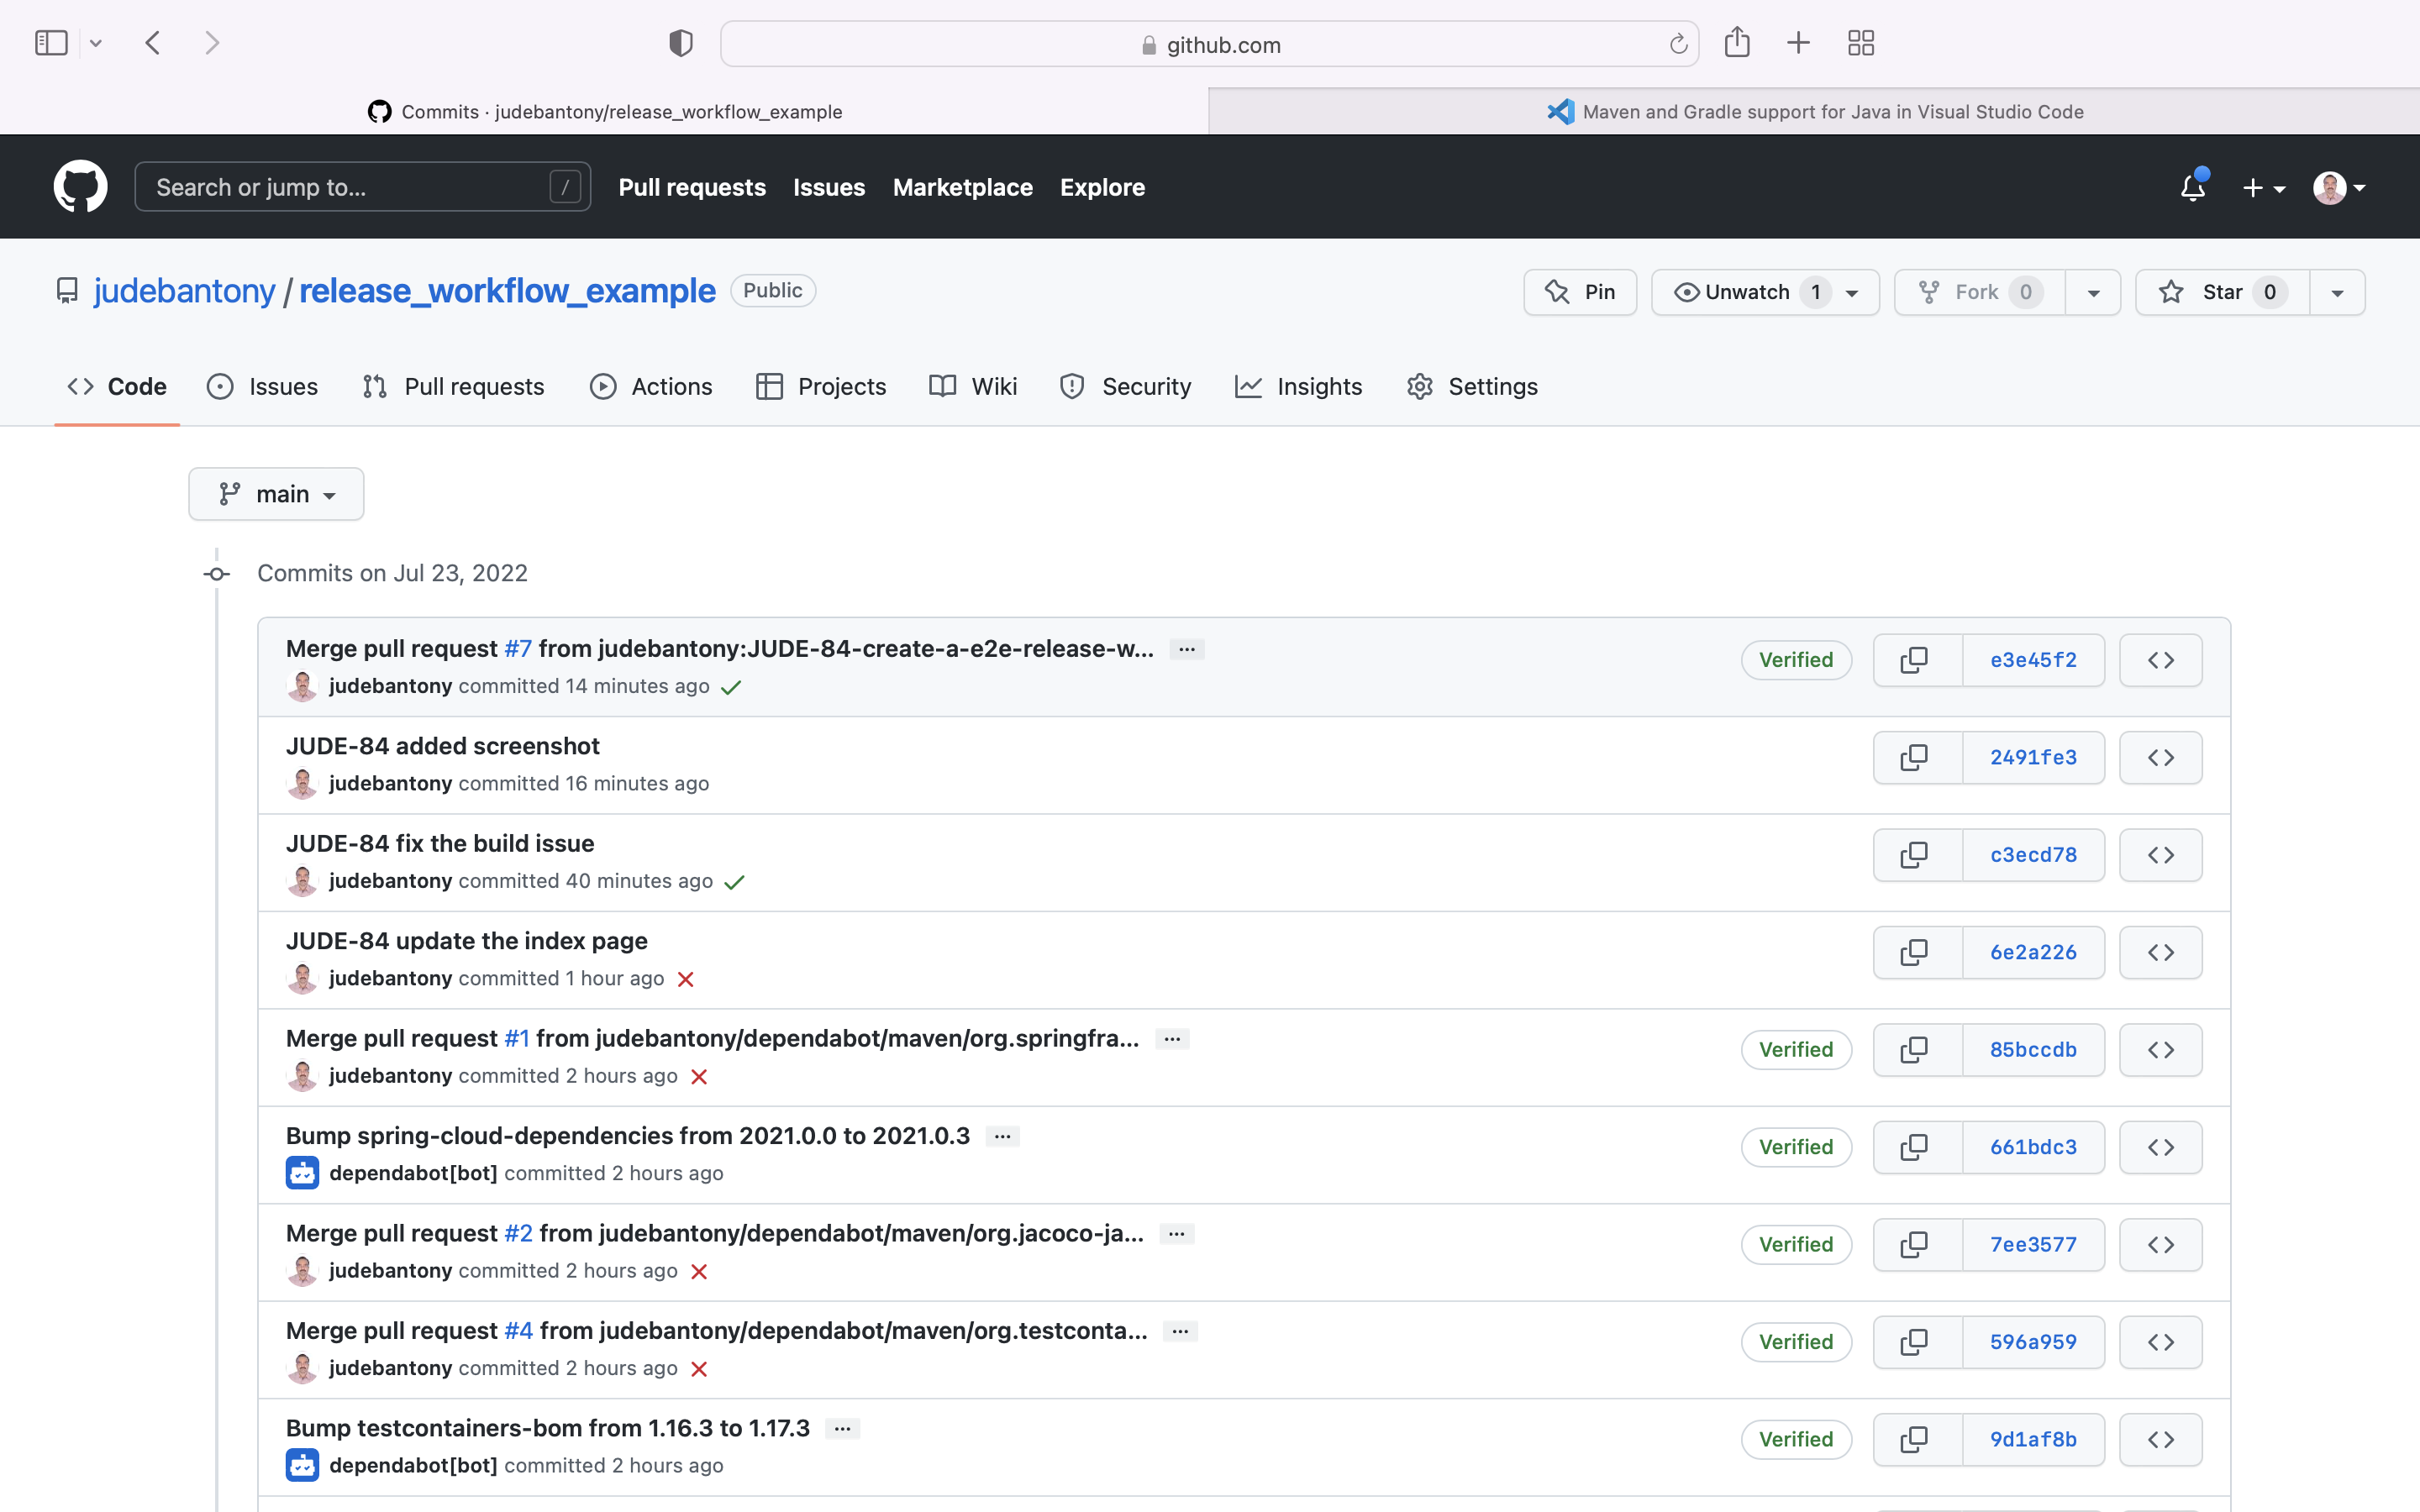 github.com
Commits · judebantony/release_workflow_example
Maven and Gradle support for Java in Visual Studio Code
Search or jump to... / Pull requests Issues Marketplace Explore
judebantony / release_workflow_example Public Pin Unwatch 1 Fork 0 Star 0
Code Issues Pull requests Actions Projects Wiki Security Insights Settings
main
Commits on Jul 23, 2022
Merge pull request #7 from judebantony:JUDE-84-create-a-e2e-release-w... ... Verified e3e45f2
judebantony committed 14 minutes ago
JUDE-84 added screenshot 2491fe3
judebantony committed 16 minutes ago
JUDE-84 fix the build issue c3ecd78
judebantony committed 40 minutes ago
JUDE-84 update the index page 6e2a226
judebantony committed 1 hour ago
Merge pull request #1 from judebantony/dependabot/maven/org.springfra... ... Verified 85bccdb
judebantony committed 2 hours ago
Bump spring-cloud-dependencies from 2021.0.0 to 2021.0.3 ... Verified 661bdc3
dependabot[bot] committed 2 hours ago
Merge pull request #2 from judebantony/dependabot/maven/org.jacoco-ja... ... Verified 7ee3577
judebantony committed 2 hours ago
Merge pull request #4 from judebantony/dependabot/maven/org.testconta... ... Verified 596a959
judebantony committed 2 hours ago
Bump testcontainers-bom from 1.16.3 to 1.17.3 ... Verified 9d1af8b
dependabot[bot] committed 2 hours ago